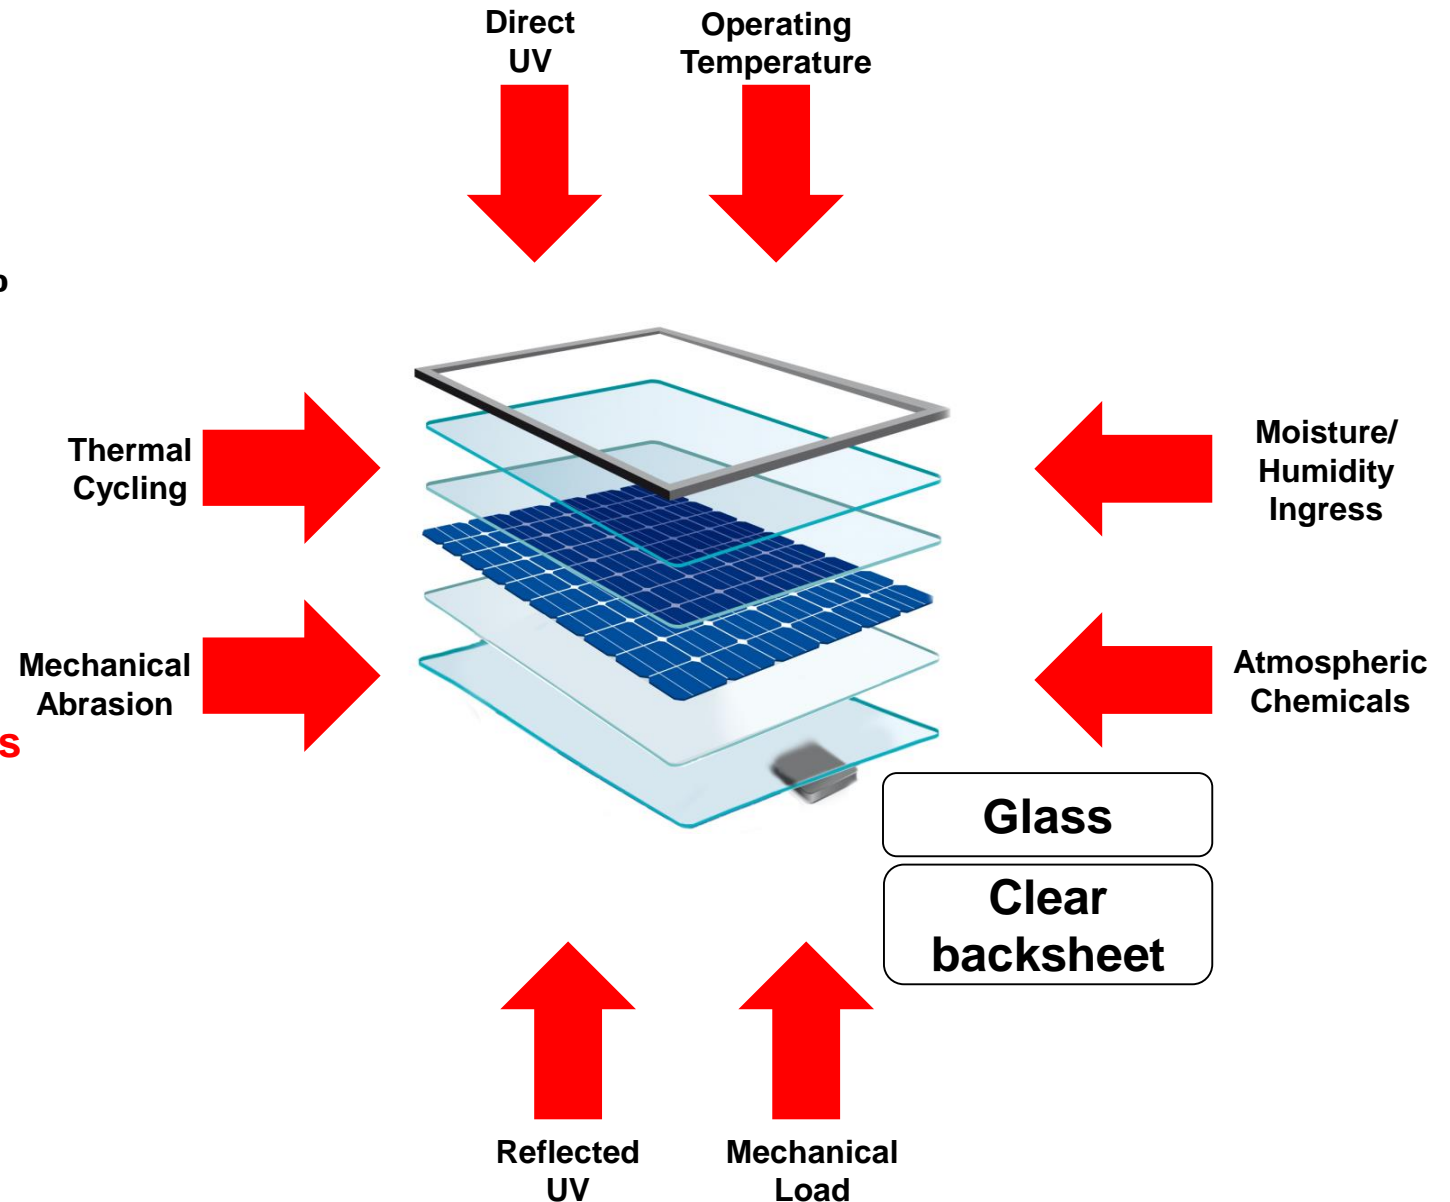 Direct
UV
Operating
Temperature
Thermal
Cycling
Moisture/
Humidity
Ingress
Mechanical
Abrasion
Atmospheric
Chemicals
s
Glass
Clear
backsheet
Reflected
UV
Mechanical
Load